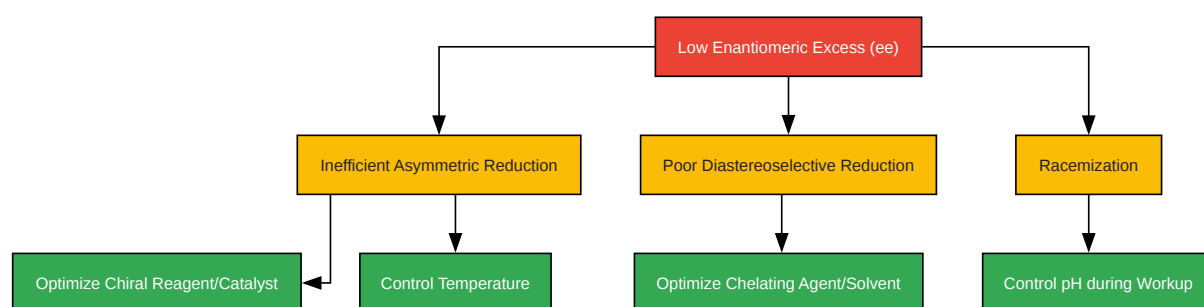 Low Enantiomeric Excess (ee)
Inefficient Asymmetric Reduction
Poor Diastereoselective Reduction
Racemization
Optimize Chiral Reagent/Catalyst
Control Temperature
Optimize Chelating Agent/Solvent
Control pH during Workup